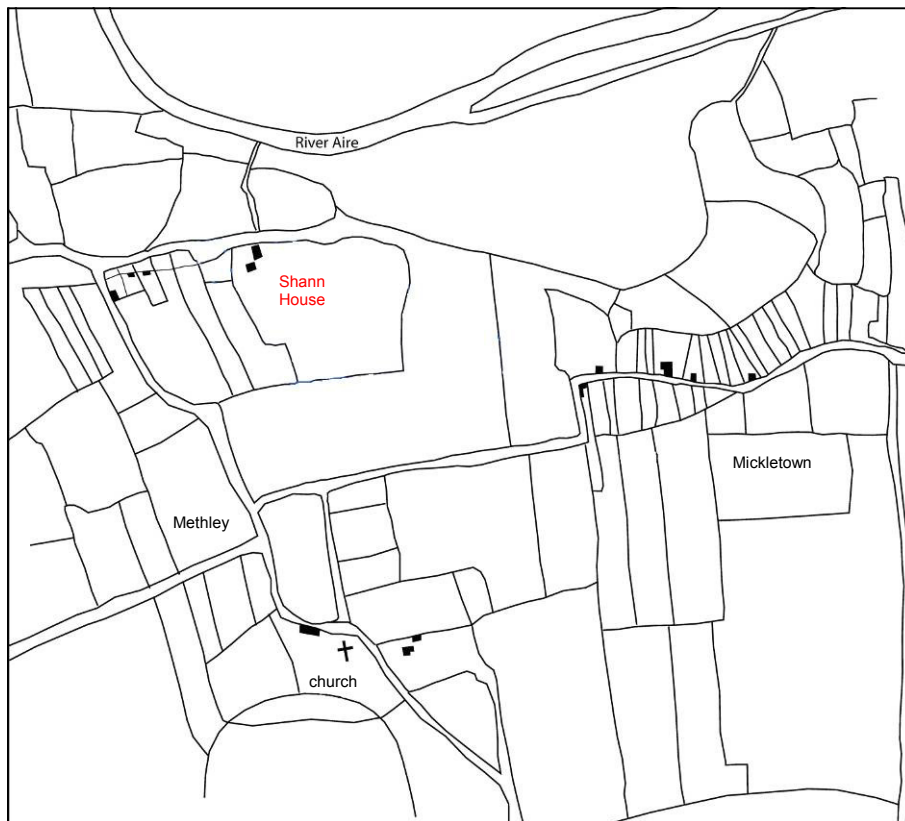 River Aire
Shann
House
Mickletown
Methley
church